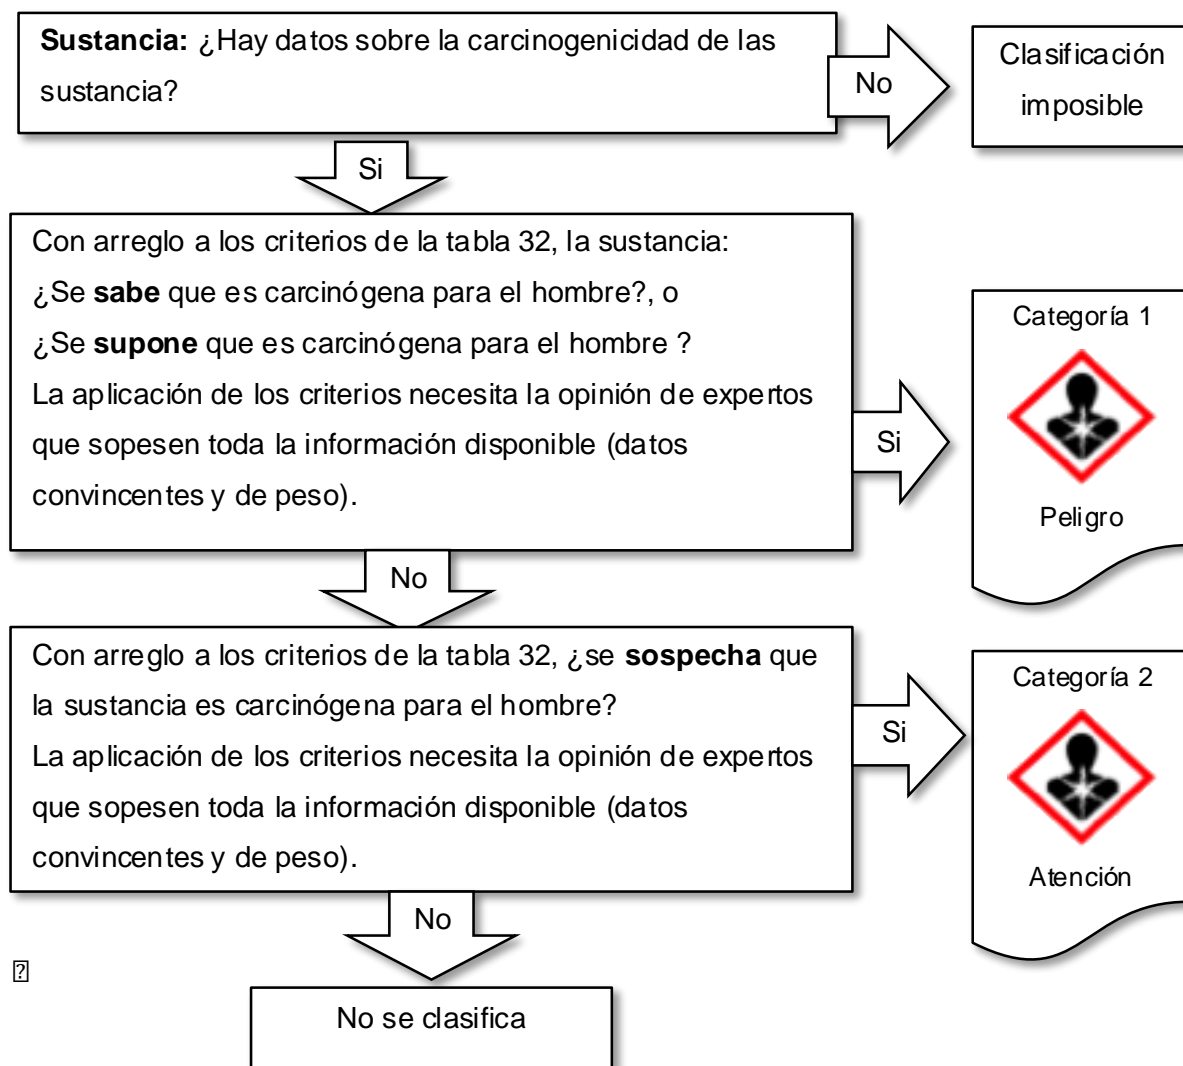 Sustancia: ¿Hay datos sobre la carcinogenicidad de las
sustancia?
No
Clasificación
imposible
Si
Con arreglo a los criterios de la tabla 32, la sustancia:
¿Se sabe que es carcinógena para el hombre?, o
¿Se supone que es carcinógena para el hombre ?
La aplicación de los criterios necesita la opinión de expertos
que sopesen toda la información disponible (datos
convincentes y de peso).
Si
Categoría 1
Peligro
No
Con arreglo a los criterios de la tabla 32, ¿se sospecha que
la sustancia es carcinógena para el hombre?
La aplicación de los criterios necesita la opinión de expertos
que sopesen toda la información disponible (datos
convincentes y de peso).
Si
Categoría 2
Atención
No
?
No se clasifica